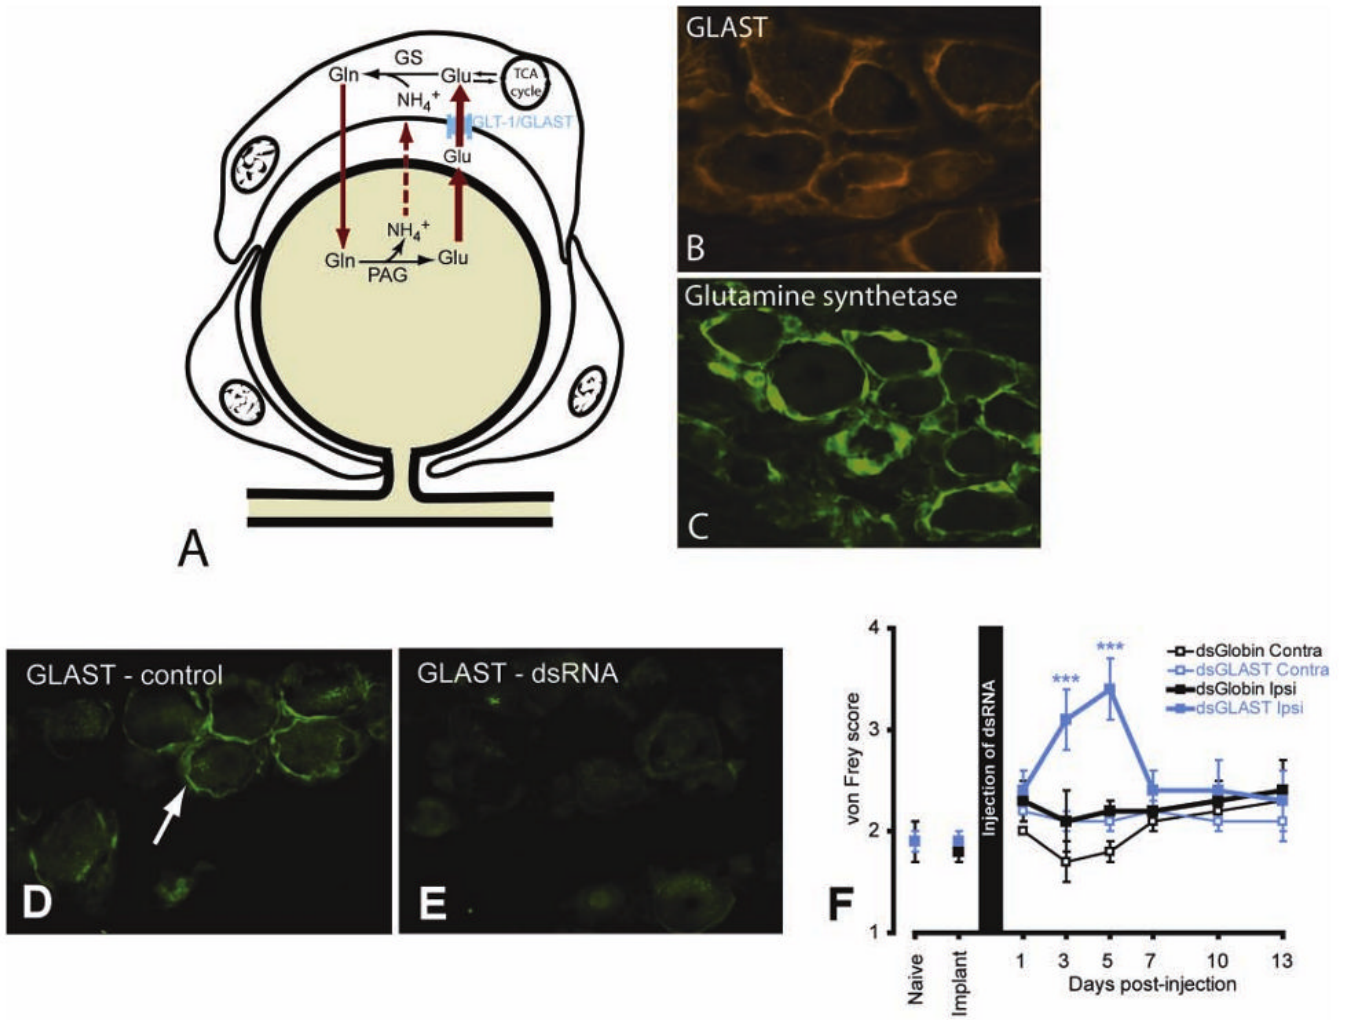 GS
Gln
Glu
TCA
cycle
NH4+
GLT-1/GLAST
Glu
NH4+
Gln
Glu
PAG
A
GLAST
B
Glutamine synthetase
C
GLAST - control
D
GLAST - dsRNA
E
F
von Frey score
4
3
2
1
Injection of dsRNA
***
***
dsGlobin Contra
dsGLAST Contra
dsGlobin Ipsi
dsGLAST Ipsi
Naive
Implant
1 3 5 7 10 13
Days post-injection